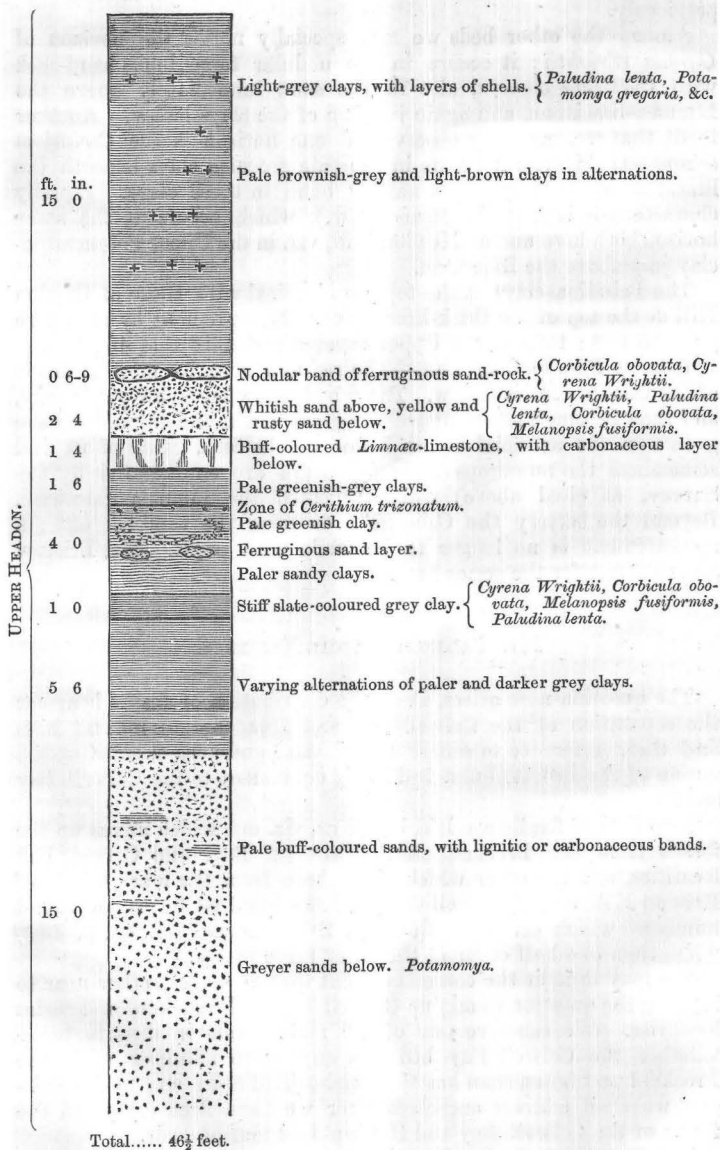 Light-grey clays, with layers of shells. { Paludina lenta, Pota-
momya gregaria, &c.
Pale brownish-grey and light-brown clays in alternations.
ft. in.
15 0
0 6-9 Nodular band of ferruginous sand-rock. { Corbicula obovata, Cy-
rena Wrightii.
2 4 Whitish sand above, yellow and
rusty sand below. { Cyrena Wrightii, Paludina
lenta, Corbicula obovata,
Melanopsis fusiformis.
1 4 Buff-coloured Limnæa-limestone, with carbonaceous layer
below.
1 6 Pale greenish-grey clays.
Zone of Cerithium trizonatum.
Pale greenish clay.
4 0 Ferruginous sand layer.
Paler sandy clays.
1 0 Stiff slate-coloured grey clay. { Cyrena Wrightii, Corbicula obo-
vata, Melanopsis fusiformis,
Paludina lenta.
UPPER HEADON.
5 6 Varying alternations of paler and darker grey clays.
Pale buff-coloured sands, with lignitic or carbonaceous bands.
15 0
Greyer sands below. Potamomya.
Total...... 46½ feet.